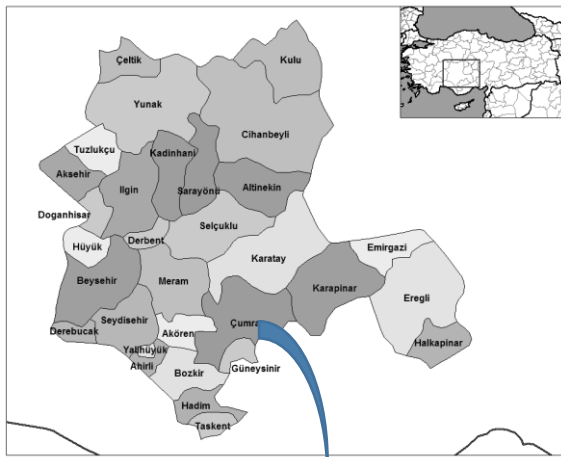 Çeltik
Kulu
Yunak
Cihanbeyli
Tuzlukçu
Kadinhani
Aksehir
Ilgin
Sarayönü
Altinekin
Doganhisar
Selçuklu
Derbent
Hüyük
Karatay
Emirgazi
Beysehir
Meram
Karapinar
Eregli
Seydisehir
Çumra
Derebucak
Akören
Halkapinar
Yalihüyük
Ahirli
Bozkir
Güneysinir
Hadim
Taskent